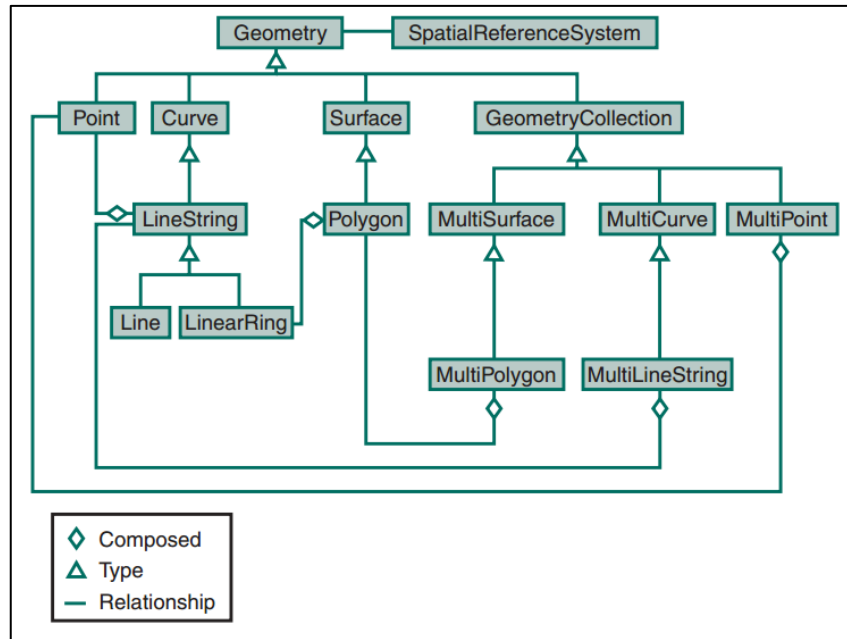 Geometry SpatialReferenceSystem
Point Curve Surface GeometryCollection
LineString Polygon MultiSurface MultiCurve MultiPoint
Line LinearRing
MultiPolygon MultiLineString
Composed
Type
Relationship